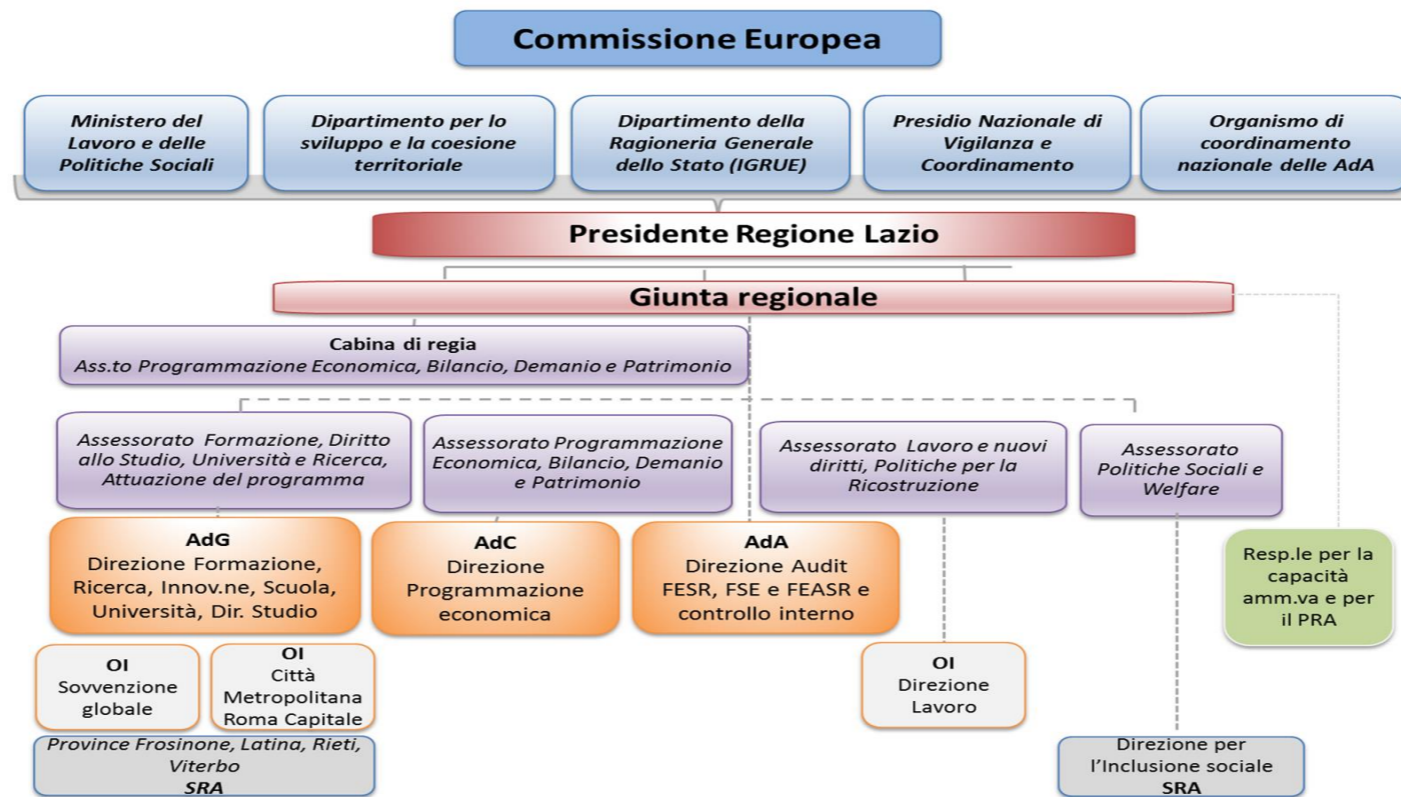 Commissione Europea
Ministero del
Lavoro e delle
Politiche Sociali
Dipartimento per lo
sviluppo e la coesione
territoriale
Dipartimento della
Ragioneria Generale
dello Stato (IGRUE)
Presidio Nazionale di
Vigilanza e
Coordinamento
Organismo di
coordinamento
nazionale delle AdA
Presidente Regione Lazio
Giunta regionale
Cabina di regia
Ass.to Programmazione Economica, Bilancio, Demanio e Patrimonio
Assessorato Formazione, Diritto
allo Studio, Università e Ricerca,
Attuazione del programma
Assessorato Programmazione
Economica, Bilancio, Demanio
e Patrimonio
Assessorato Lavoro e nuovi
diritti, Politiche per la
Ricostruzione
Assessorato
Politiche Sociali e
Welfare
AdG
Direzione Formazione,
Ricerca, Innov.ne, Scuola,
Università, Dir. Studio
AdC
Direzione
Programmazione
economica
AdA
Direzione Audit
FESR, FSE e FEASR e
controllo interno
Resp.le per la
capacità
amm.va e per
il PRA
OI
Sovvenzione
globale
OI
Città
Metropolitana
Roma Capitale
OI
Direzione
Lavoro
Province Frosinone, Latina, Rieti,
Viterbo
SRA
Direzione per
l’Inclusione sociale
SRA